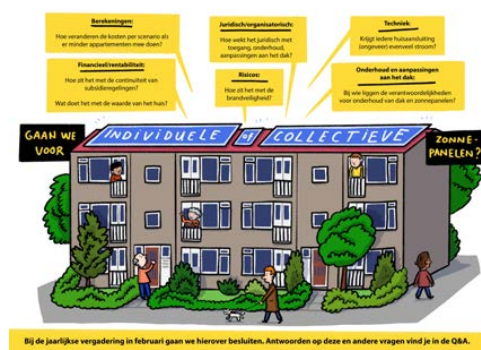 Barekeningen:
Hoe veranderen de kosten per scenario als
er minder appartementen mee doen?
Financieel/rentabiliteit:
Hoe zit het met de continuïteit van
subsidieregelingen?
Wat doet het met de waarde van het huis?
Juridisch/organisatorisch:
Hoe wekt het juridisch met
toegang, onderhoud,
aanpassingen aan het dak?
Risicos:
Hoe zit het met de
brandveiligheid?
Techniek:
Krijgt iedere huisaanduiting
(ongeveer) evenveel stroom?
Onderhoud en aanpassingen
aan het dak:
Bij wie liggen de verantwoordelijkheden
voor onderhoud van dak en zonnepanelen?
GAAN WE
VOOR
INDIVIDUELE of COLLECTIEVE
ZONNE-
PANELEN?
Bij de jaarlijkse vergadering in februari gaan we hierover besluiten. Antwoorden op deze en andere vragen vind je in de Q&A.